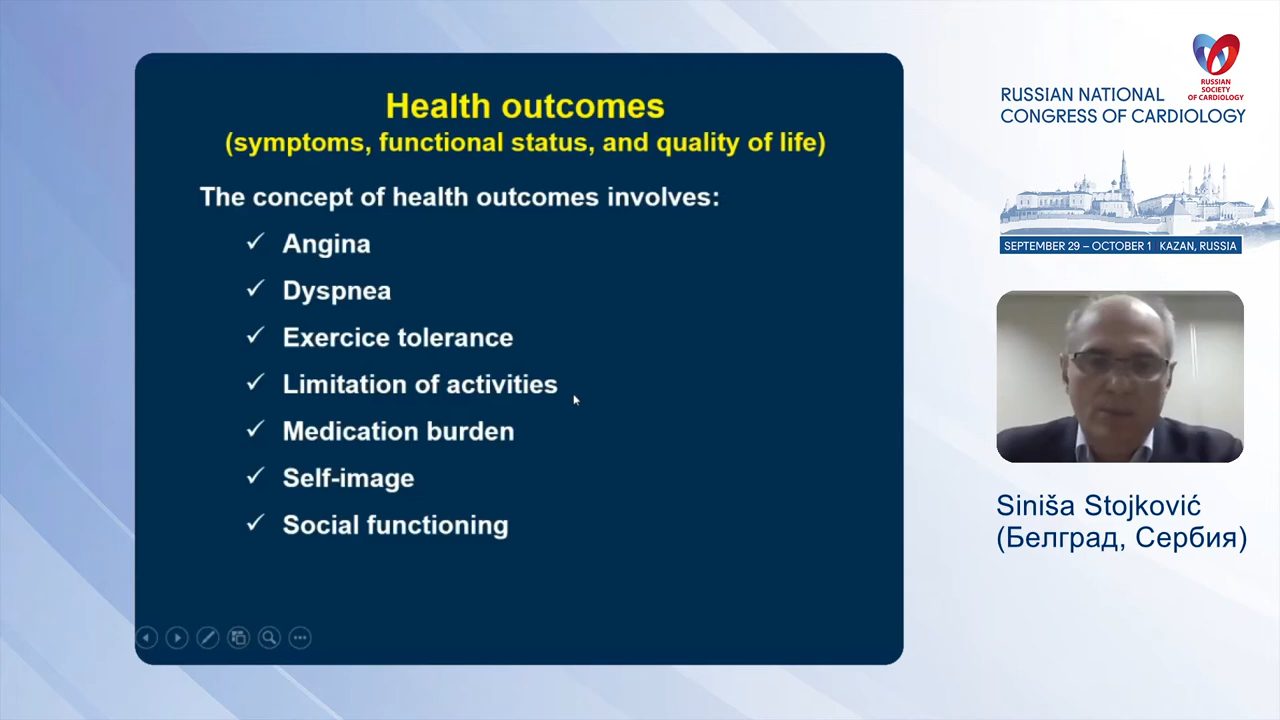 Health outcomes
(symptoms, functional status, and quality of life)
The concept of health outcomes involves:
✓ Angina
✓ Dyspnea
✓ Exercice tolerance
✓ Limitation of activities
✓ Medication burden
✓ Self-image
✓ Social functioning
RUSSIAN
SOCIETY
OF CARDIOLOGY
RUSSIAN NATIONAL
CONGRESS OF CARDIOLOGY
SEPTEMBER 29 – OCTOBER 1 KAZAN, RUSSIA
Siniša Stojković
(Белград, Сербия)